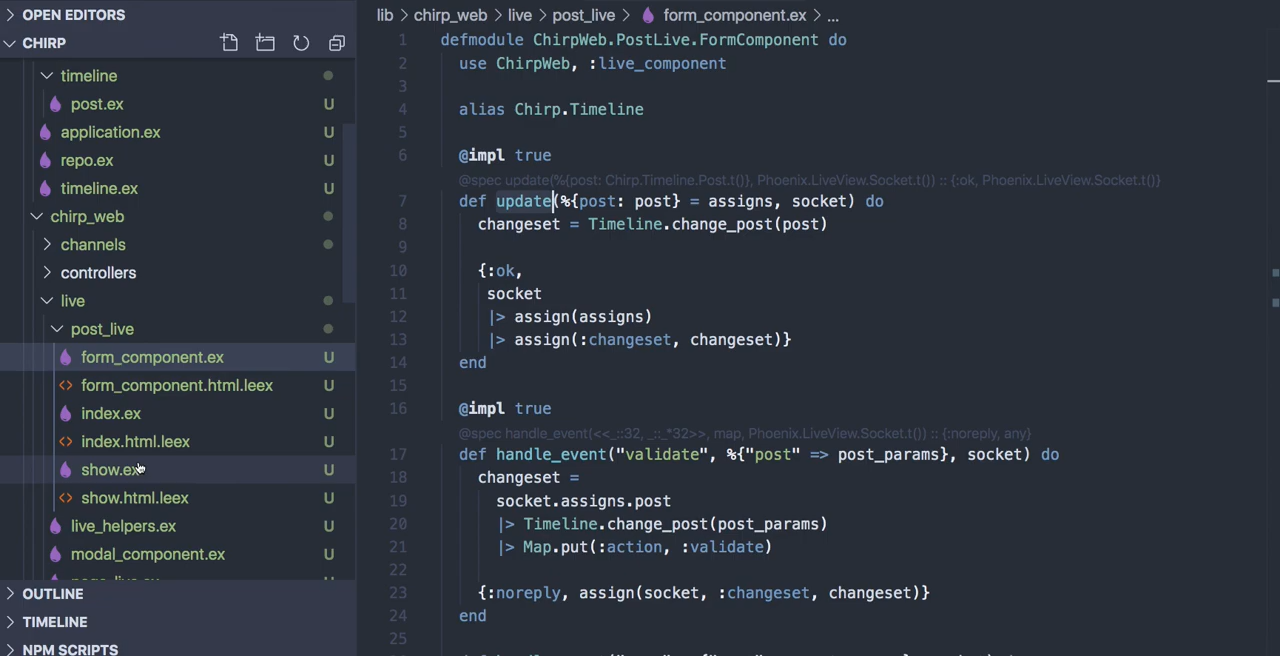 OPEN EDITORS
CHIRP
timeline
post.ex U
application.ex U
repo.ex U
timeline.ex U
chirp_web
channels
controllers
live
post_live
form_component.ex U
form_component.html.leex U
index.ex U
index.html.leex U
show.ex U
show.html.leex U
live_helpers.ex U
modal_component.ex U
OUTLINE
TIMELINE
NPM SCRIPTS
lib > chirp_web > live > post_live > form_component.ex > ...
1 defmodule ChirpWeb.PostLive.FormComponent do
2 use ChirpWeb, :live_component
3
4 alias Chirp.Timeline
5
6 @impl true
@spec update(%{post: Chirp.Timeline.Post.t()}, Phoenix.LiveView.Socket.t()) :: {:ok, Phoenix.LiveView.Socket.t()}
7 def update(%{post: post} = assigns, socket) do
8 changeset = Timeline.change_post(post)
9
10 {:ok,
11 socket
12 |> assign(assigns)
13 |> assign(:changeset, changeset)}
14 end
15
16 @impl true
@spec handle_event(<<_::32, _::_*32>>, map, Phoenix.LiveView.Socket.t()) :: {:noreply, any}
17 def handle_event("validate", %{"post" => post_params}, socket) do
18 changeset =
19 socket.assigns.post
20 |> Timeline.change_post(post_params)
21 |> Map.put(:action, :validate)
22
23 {:noreply, assign(socket, :changeset, changeset)}
24 end
25